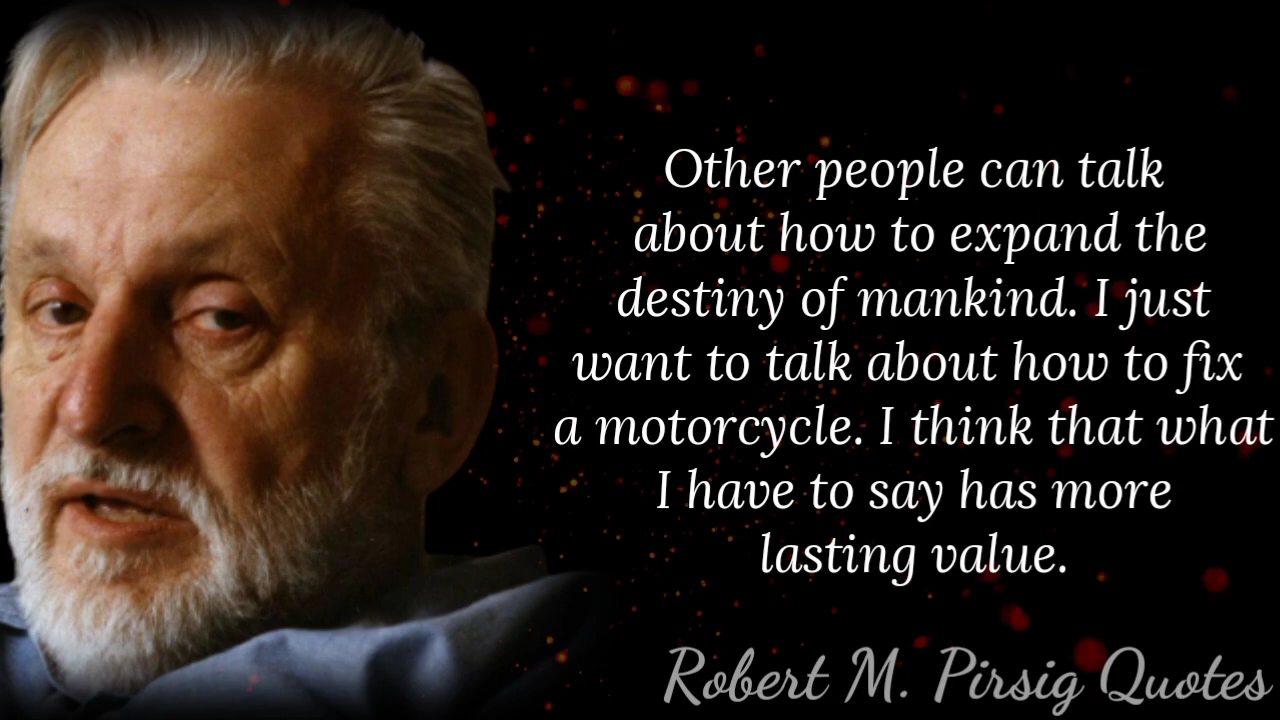 Other people can talk
about how to expand the
destiny of mankind. I just
want to talk about how to fix
a motorcycle. I think that what
I have to say has more
lasting value.
Robert M. Pirsig Quotes